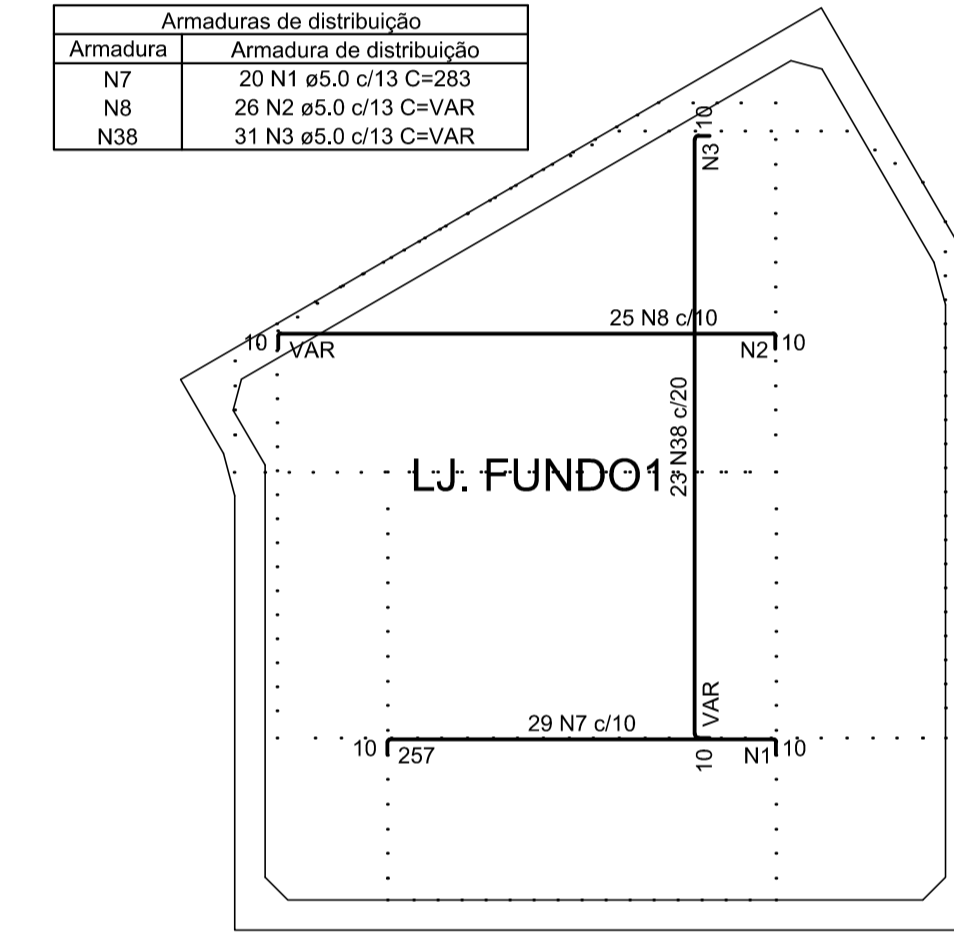 Armaduras de distribuição
Armadura Armadura de distribuição
N7 20 N1 ø5.0 c/13 C=283
N8 26 N2 ø5.0 c/13 C=VAR
N38 31 N3 ø5.0 c/13 C=VAR
10
N3
25 N8 c/10
10 VAR N2 10
23 N38 c/20
LJ. FUNDO1
VAR
29 N7 c/10
10 257 10 N1 10